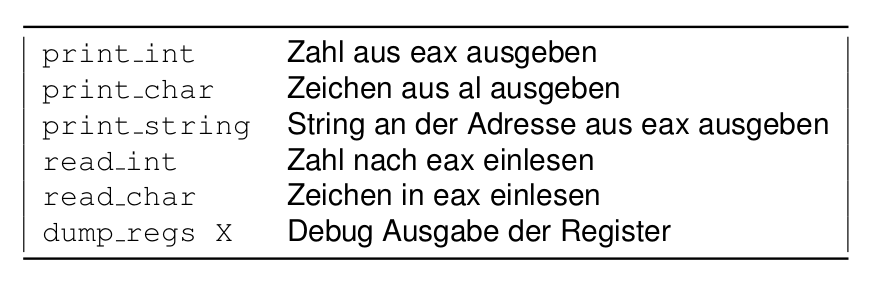 print_int Zahl aus eax ausgeben
print_char Zeichen aus al ausgeben
print_string String an der Adresse aus eax ausgeben
read_int Zahl nach eax einlesen
read_char Zeichen in eax einlesen
dump_regs X Debug Ausgabe der Register